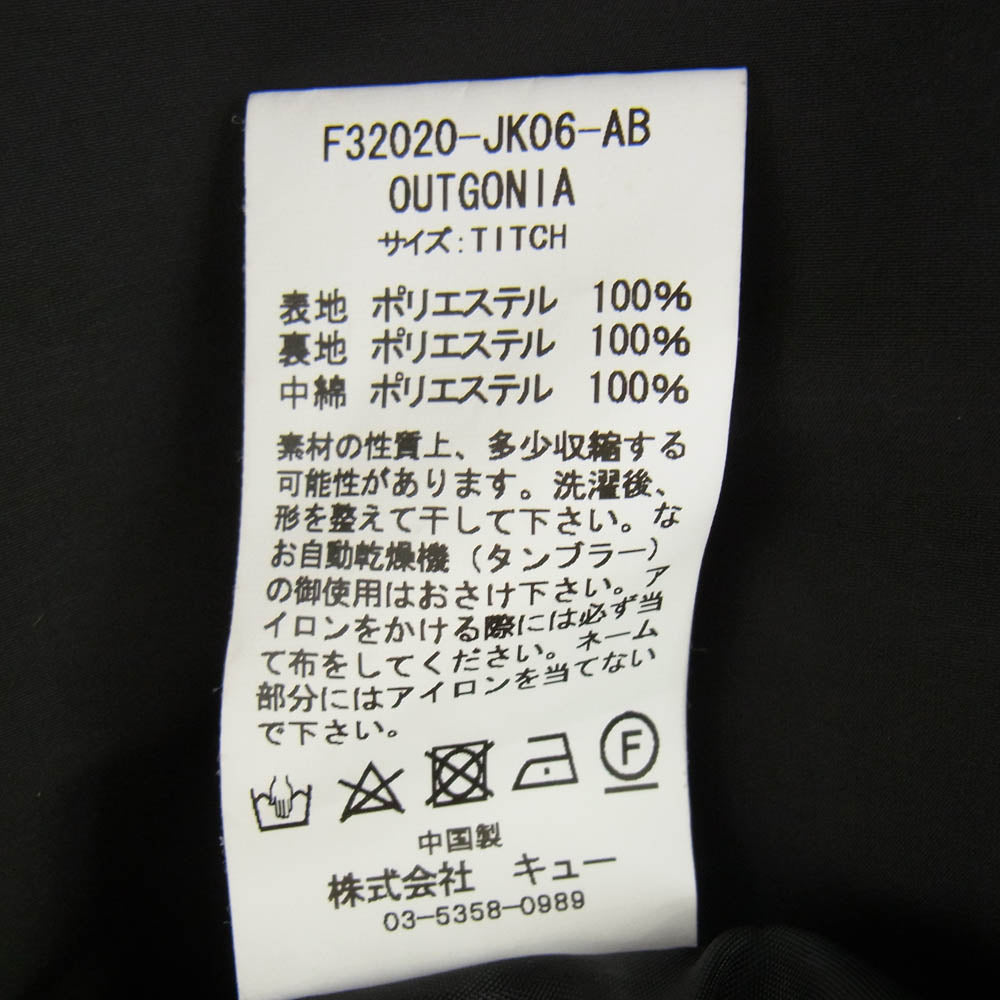 F32020-JK06-AB
OUTGONIA
サイズ:TITCH
表地 ポリエステル 100%
裏地 ポリエステル 100%
中綿 ポリエステル 100%
素材の性質上、多少収縮する
可能性があります。洗濯後、
形を整えて干して下さい。な
お自動乾燥機(タンブラー)
の御使用はおさけ下さい。ア
イロンをかける際には必ず当
て布をしてください。ネーム
部分にはアイロンを当てない
で下さい。
F
中国製
株式会社 キュー
03-5358-0989